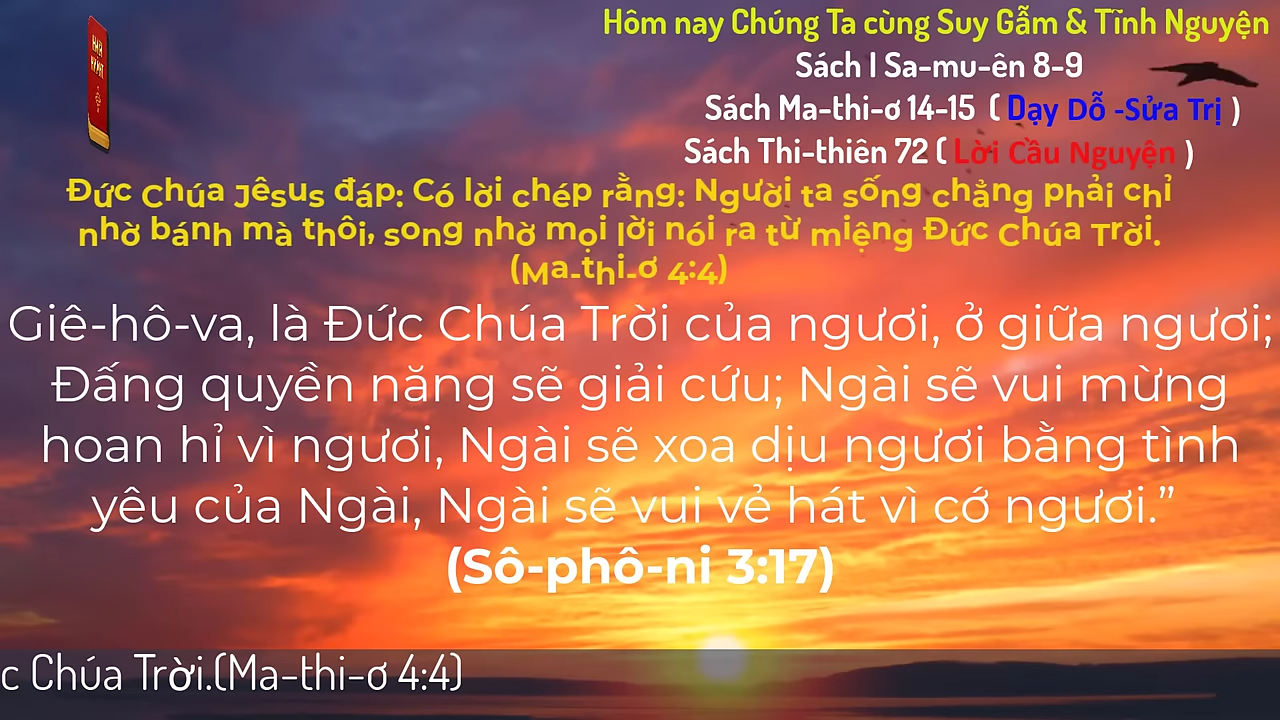 Hôm nay Chúng Ta cùng Suy Gẫm & Tĩnh Nguyện
Sách I Sa-mu-ên 8-9
Sách Ma-thi-ơ 14-15 ( Dạy Dỗ -Sửa Trị )
Sách Thi-thiên 72 ( Lời Cầu Nguyện )
Đức Chúa Jêsus đáp: Có lời chép rằng: Người ta sống chẳng phải chỉ
nhờ bánh mà thôi, song nhờ mọi lời nói ra từ miệng Đức Chúa Trời.
(Ma-thi-ơ 4:4)
Giê-hô-va, là Đức Chúa Trời của ngươi, ở giữa ngươi;
Đấng quyền năng sẽ giải cứu; Ngài sẽ vui mừng
hoan hỉ vì ngươi, Ngài sẽ xoa dịu ngươi bằng tình
yêu của Ngài, Ngài sẽ vui vẻ hát vì cớ ngươi.”
(Sô-phô-ni 3:17)
c Chúa Trời.(Ma-thi-ơ 4:4)